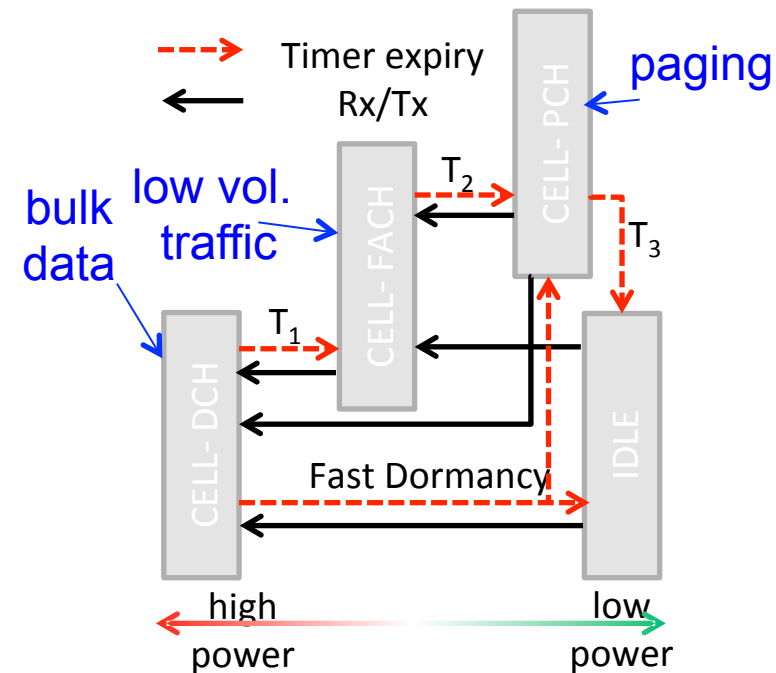 Timer expiry
Rx/Tx
paging
CELL- PCH
low vol.
traffic
bulk
data
CELL- FACH
T₂
T₃
T₁
CELL- DCH
IDLE
Fast Dormancy
high
power
low
power